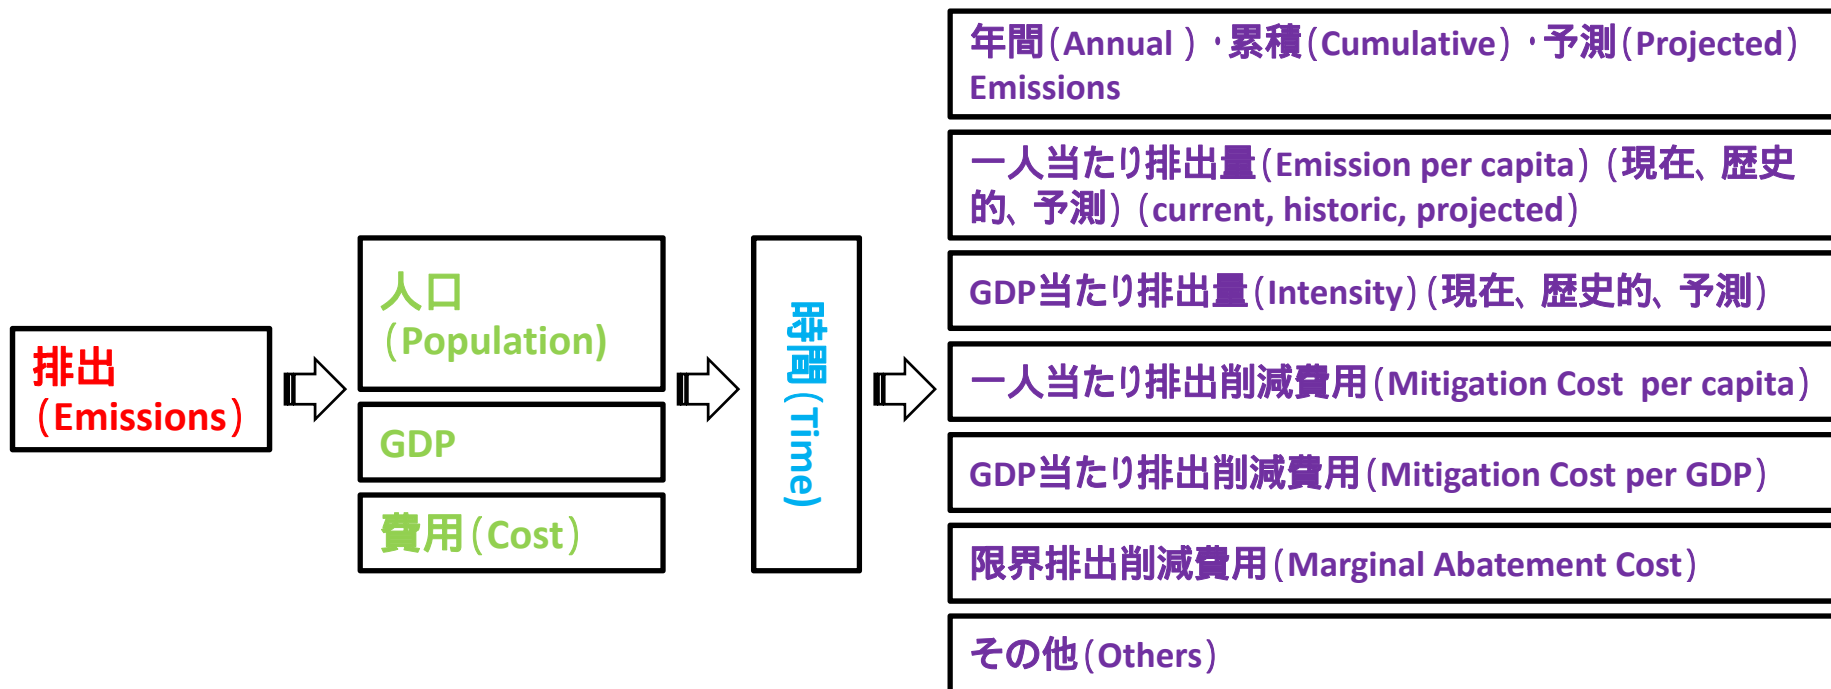 排出
(Emissions)
人口
(Population)
GDP
費用(Cost)
時間(Time)
年間(Annual )・累積(Cumulative)・予測(Projected)
Emissions
一人当たり排出量(Emission per capita) (現在、歴史
的、予測) (current, historic, projected)
GDP当たり排出量(Intensity) (現在、歴史的、予測)
一人当たり排出削減費用(Mitigation Cost per capita)
GDP当たり排出削減費用(Mitigation Cost per GDP)
限界排出削減費用(Marginal Abatement Cost)
その他(Others)